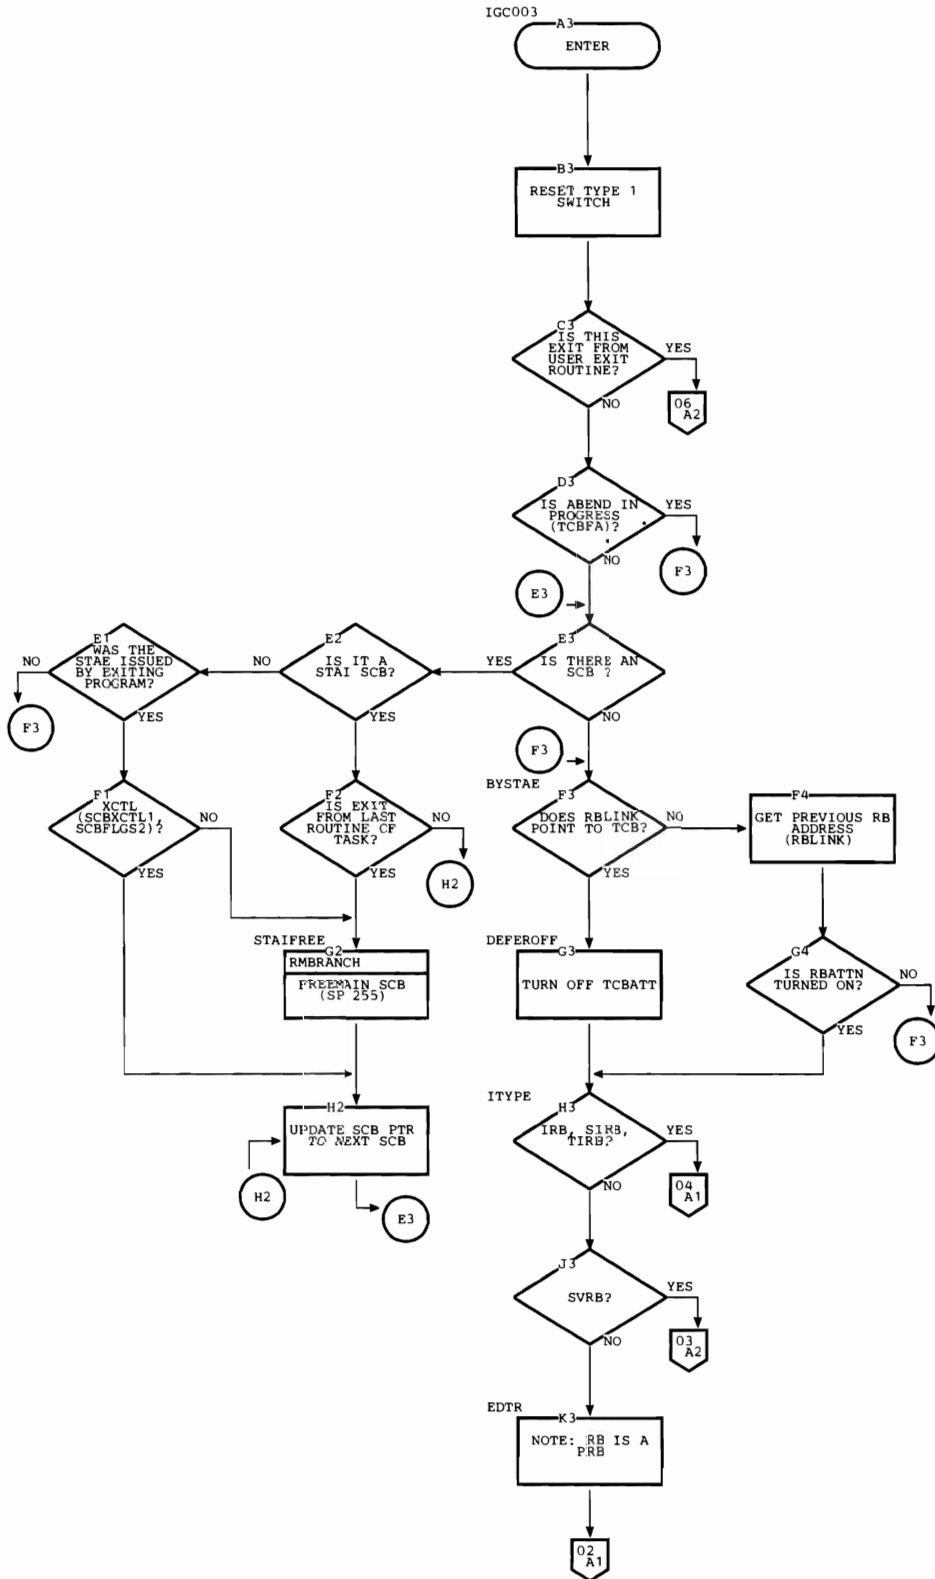 IGC003
A3
ENTER
B3
RESET TYPE 1
SWITCH
C3
IS THIS
EXIT FROM
USER EXIT
ROUTINE?
YES
06
A2
NO
D3
IS ABEND IN
PROGRESS
(TCBFA)?
YES
F3
NO
E3
E1
WAS THE
STAE ISSUED
BY EXITING
PROGRAM?
NO
F3
YES
E2
IS IT A
STAI SCB?
NO
YES
E3
IS THERE AN
SCB ?
YES
NO
F3
BYSTAE
F1
XCTL
(SCBXCTL1,
SCBFLGS2)?
NO
YES
F2
IS EXIT
FROM LAST
ROUTINE OF
TASK?
NO
H2
YES
F3
DOES RBLINK
POINT TO TCB?
NO
YES
F4
GET PREVIOUS RB
ADDRESS
(RBLINK)
STAIFREE
G2
RMBRANCH
FREEMAIN SCB
(SP 255)
DEFEROFF
G3
TURN OFF TCBATT
G4
IS RBATTN
TURNED ON?
NO
F3
YES
H2
UPDATE SCB PTR
TO NEXT SCB
H2
E3
ITYPE
H3
IRB, SIRB,
TIRB?
YES
04
A1
NO
J3
SVRB?
YES
03
A2
NO
EDTR
K3
NOTE: RB IS A
PRB
02
A1